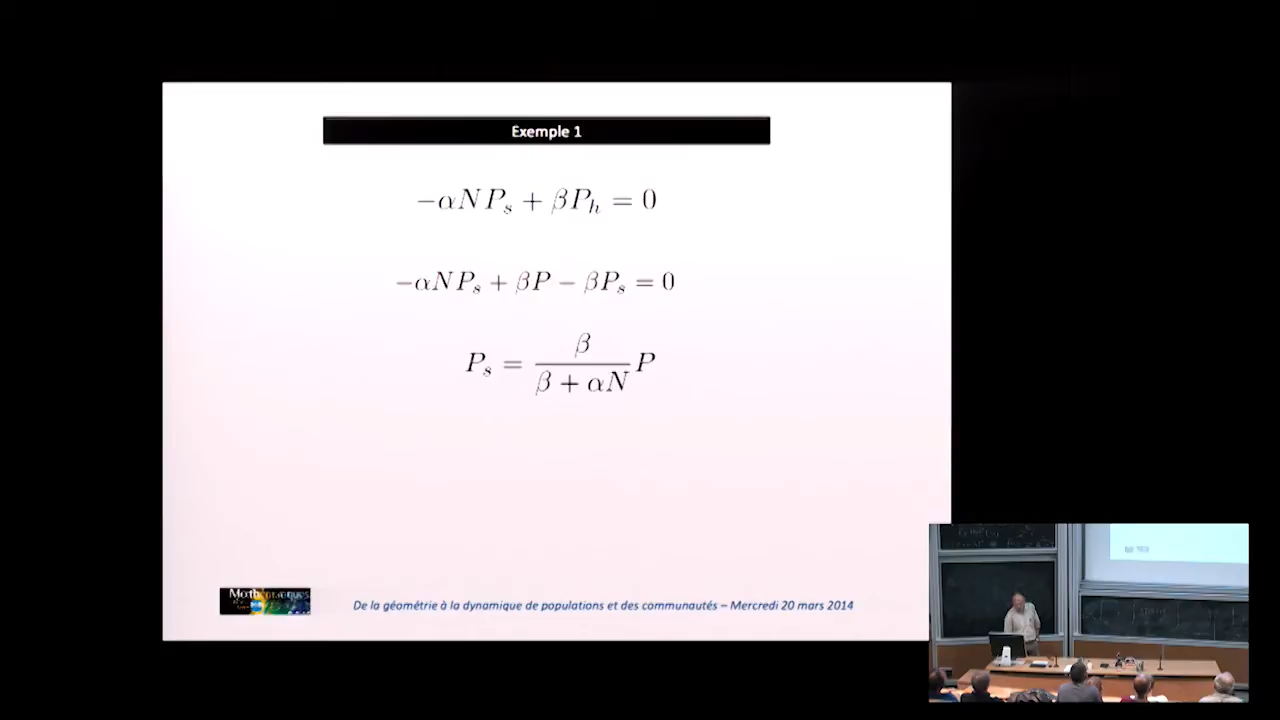 Exemple 1
−αNP_s + βP_h = 0
−αNP_s + βP − βP_s = 0
P_s = β / (β + αN) P
De la géométrie à la dynamique de populations et des communautés – Mercredi 20 mars 2014